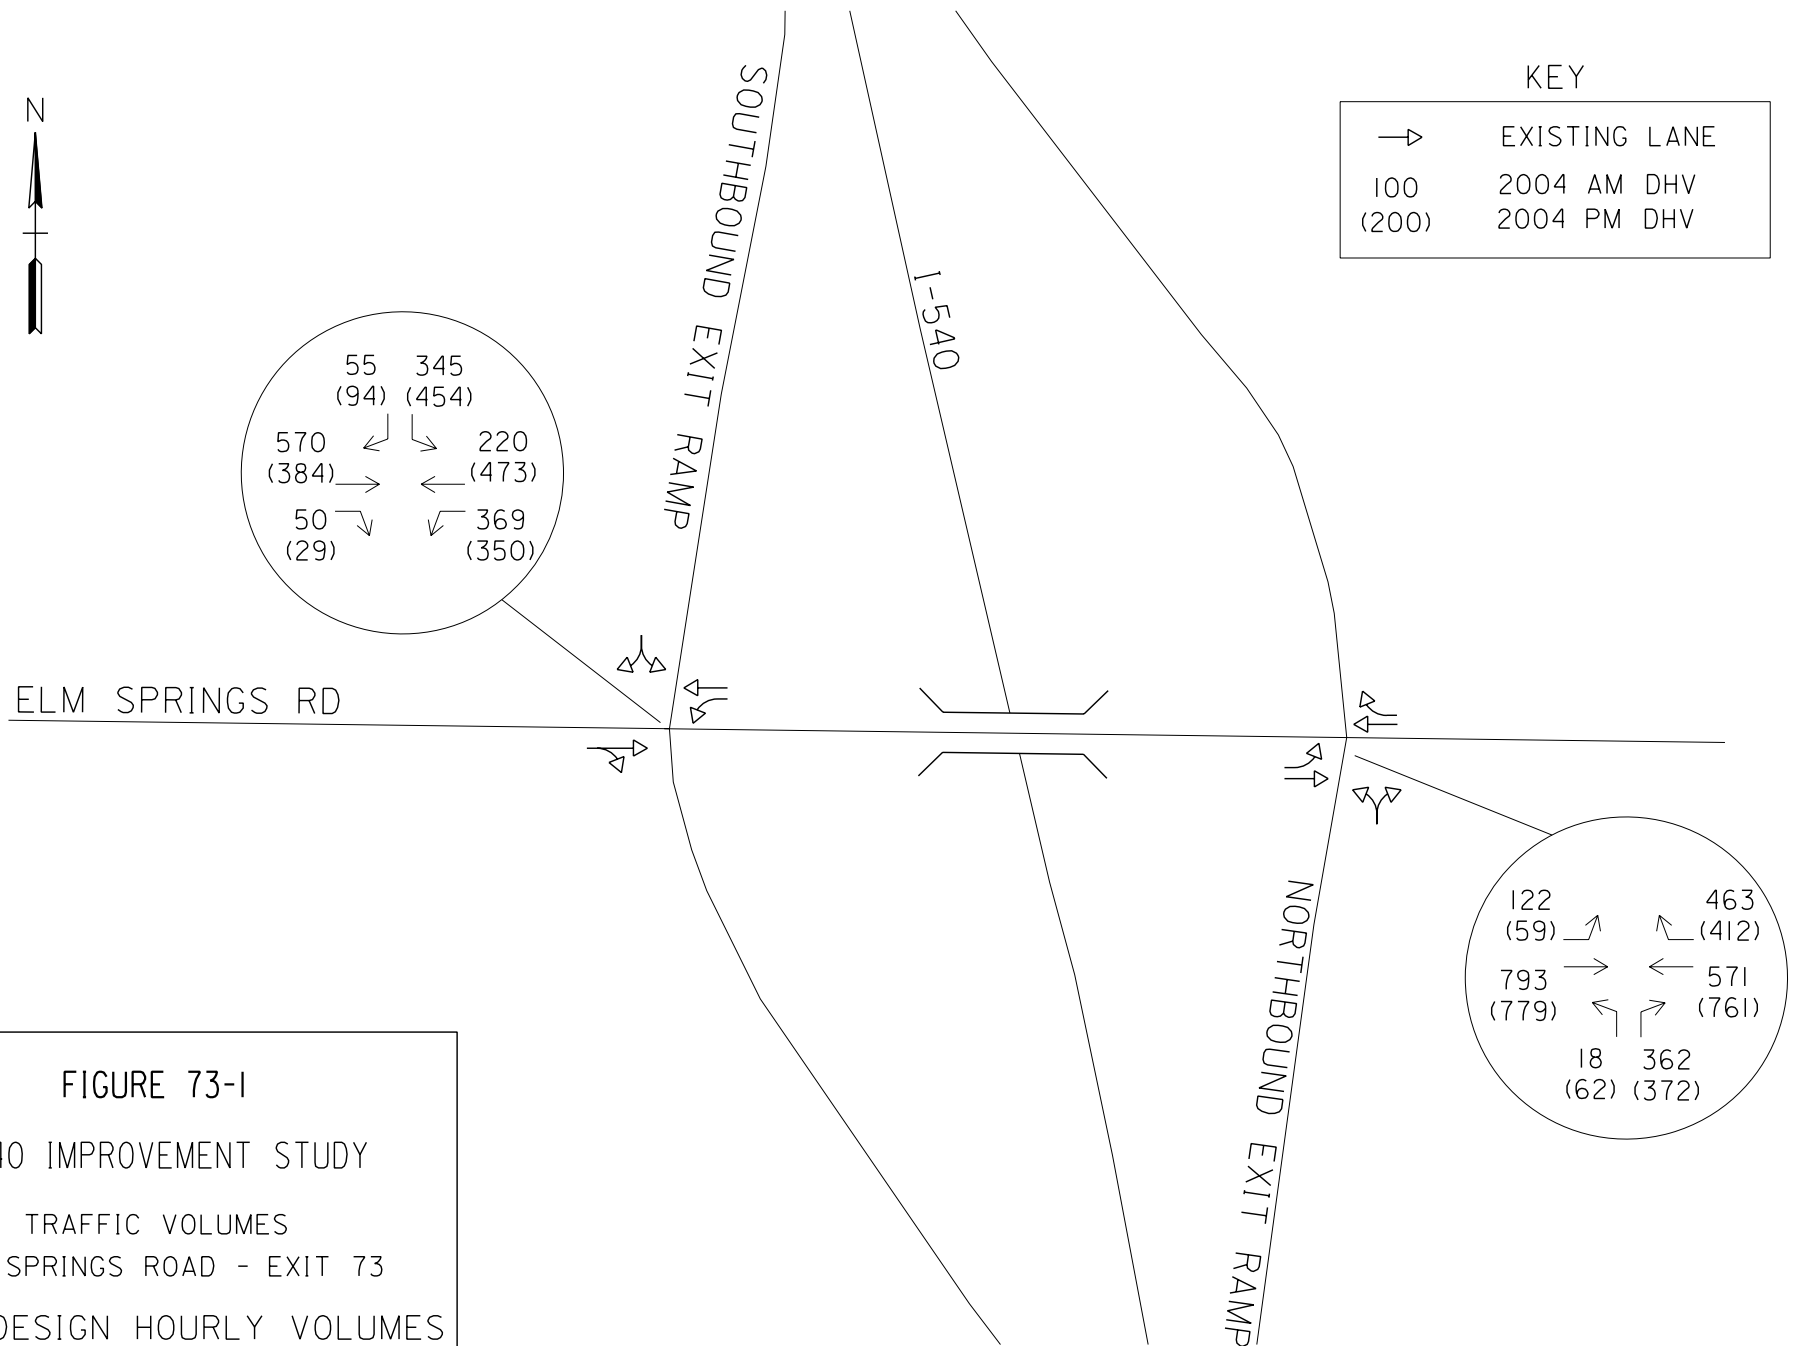 N
KEY
EXISTING LANE
100 2004 AM DHV
(200) 2004 PM DHV
SOUTHBOUND EXIT RAMP
I-540
55 345
(94) (454)
570 220
(384) (473)
50 369
(29) (350)
ELM SPRINGS RD
122 463
(59) (412)
793 571
(779) (761)
18 362
(62) (372)
NORTHBOUND EXIT RAMP
FIGURE 73-1
IMPROVEMENT STUDY
TRAFFIC VOLUMES
SPRINGS ROAD - EXIT 73
DESIGN HOURLY VOLUMES